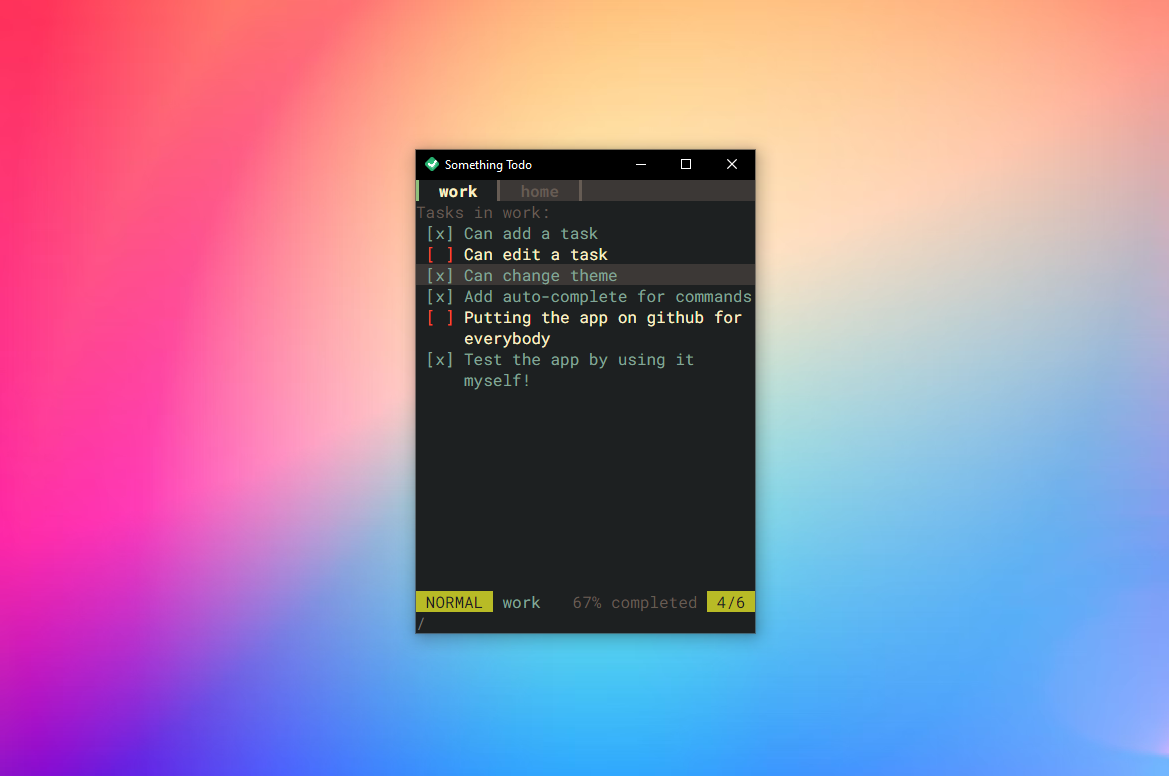 Something Todo
work home
Tasks in work:
[x] Can add a task
[ ] Can edit a task
[x] Can change theme
[x] Add auto-complete for commands
[ ] Putting the app on github for
everybody
[x] Test the app by using it
myself!
NORMAL work 67% completed 4/6
/